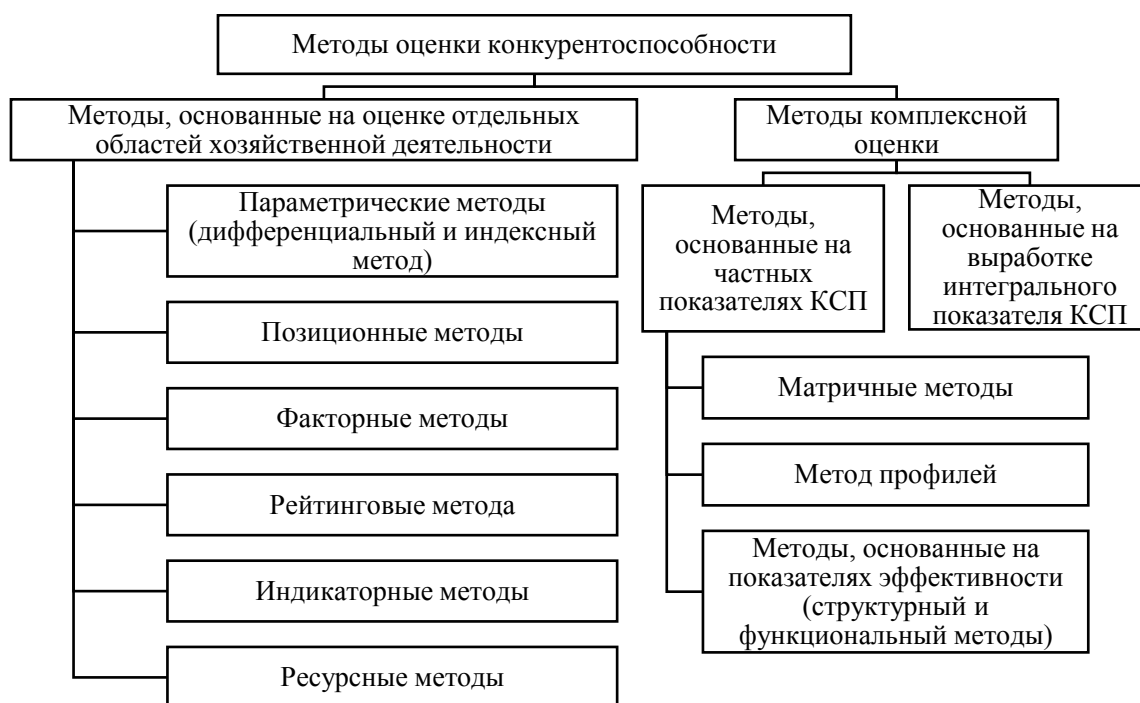 Методы оценки конкурентоспособности
Методы, основанные на оценке отдельных
областей хозяйственной деятельности
Параметрические методы
(дифференциальный и индексный
метод)
Позиционные методы
Факторные методы
Рейтинговые метода
Индикаторные методы
Ресурсные методы
Методы комплексной
оценки
Методы,
основанные на
частных
показателях КСП
Матричные методы
Метод профилей
Методы, основанные на
показателях эффективности
(структурный и
функциональный методы)
Методы,
основанные на
выработке
интегрального
показателя КСП